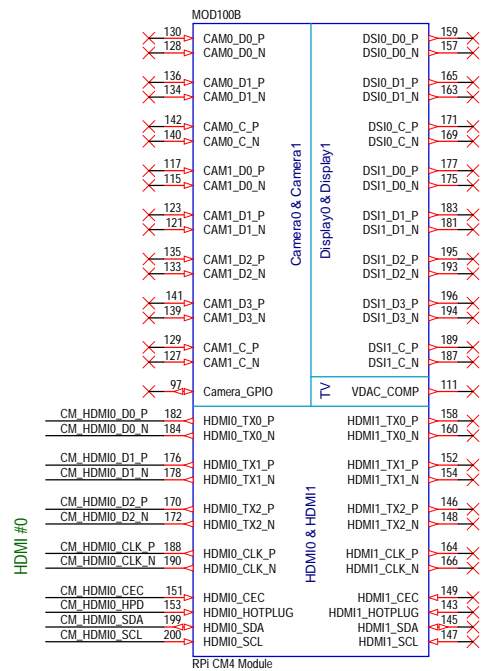 MOD100B
130 CAM0_D0_P DSI0_D0_P 159
128 CAM0_D0_N DSI0_D0_N 157
136 CAM0_D1_P DSI0_D1_P 165
134 CAM0_D1_N DSI0_D1_N 163
142 CAM0_C_P DSI0_C_P 171
140 CAM0_C_N DSI0_C_N 169
117 CAM1_D0_P DSI1_D0_P 177
115 CAM1_D0_N DSI1_D0_N 175
123 CAM1_D1_P DSI1_D1_P 183
121 CAM1_D1_N DSI1_D1_N 181
135 CAM1_D2_P DSI1_D2_P 195
133 CAM1_D2_N DSI1_D2_N 193
141 CAM1_D3_P DSI1_D3_P 196
139 CAM1_D3_N DSI1_D3_N 194
129 CAM1_C_P DSI1_C_P 189
127 CAM1_C_N DSI1_C_N 187
Camera0 & Camera1
Display0 & Display1
97 Camera_GPIO TV VDAC_COMP 111
CM_HDMI0_D0_P 182 HDMI0_TX0_P HDMI1_TX0_P 158
CM_HDMI0_D0_N 184 HDMI0_TX0_N HDMI1_TX0_N 160
CM_HDMI0_D1_P 176 HDMI0_TX1_P HDMI1_TX1_P 152
CM_HDMI0_D1_N 178 HDMI0_TX1_N HDMI1_TX1_N 154
CM_HDMI0_D2_P 170 HDMI0_TX2_P HDMI1_TX2_P 146
CM_HDMI0_D2_N 172 HDMI0_TX2_N HDMI1_TX2_N 148
CM_HDMI0_CLK_P 188 HDMI0_CLK_P HDMI1_CLK_P 164
CM_HDMI0_CLK_N 190 HDMI0_CLK_N HDMI1_CLK_N 166
CM_HDMI0_CEC 151 HDMI0_CEC HDMI1_CEC 149
CM_HDMI0_HPD 153 HDMI0_HOTPLUG HDMI1_HOTPLUG 143
CM_HDMI0_SDA 199 HDMI0_SDA HDMI1_SDA 145
CM_HDMI0_SCL 200 HDMI0_SCL HDMI1_SCL 147
HDMI #0
HDMI0 & HDMI1
RPi CM4 Module